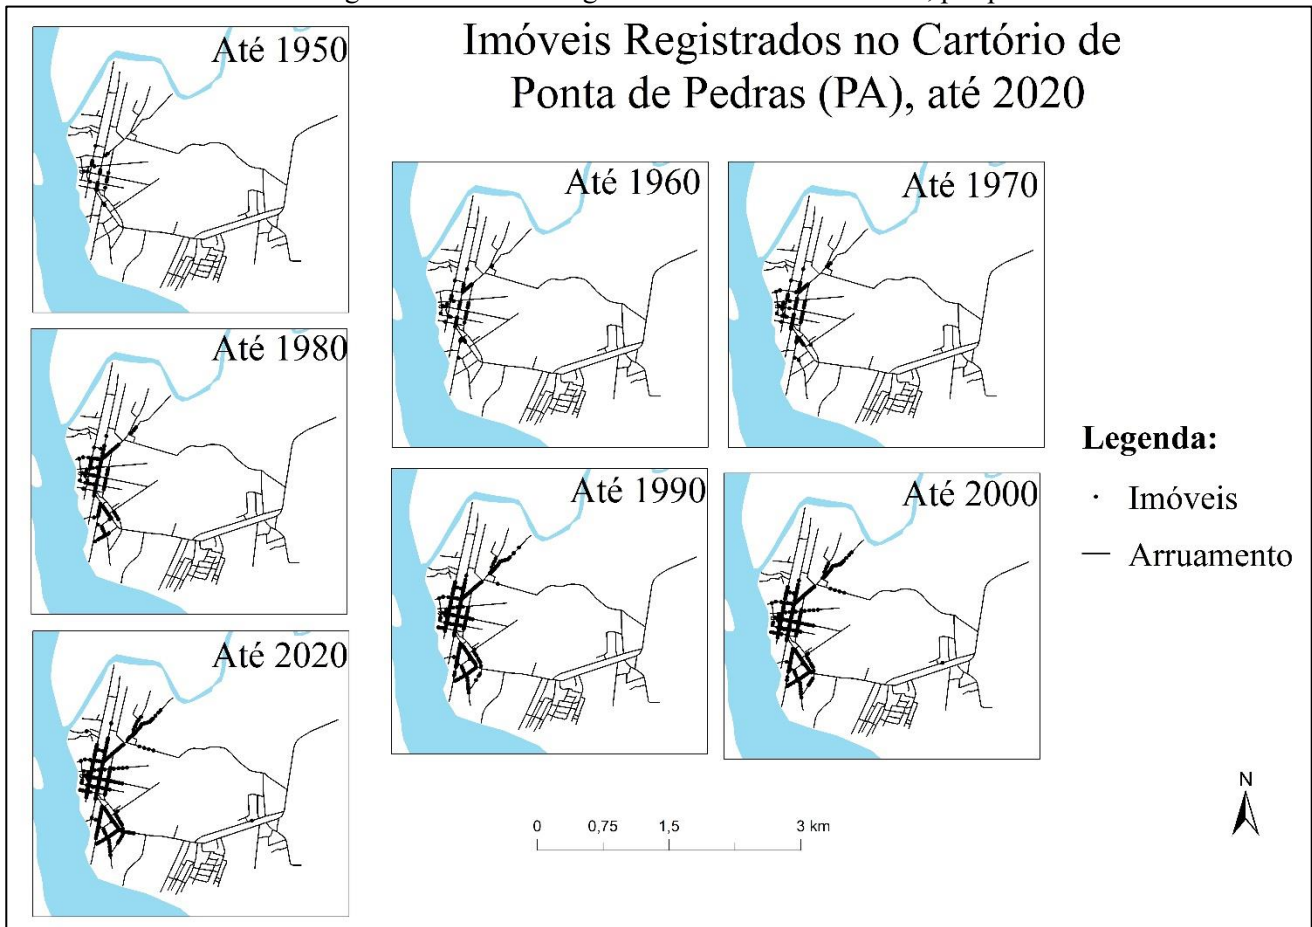 Até 1950
Imóveis Registrados no Cartório de
Ponta de Pedras (PA), até 2020
Até 1960
Até 1970
Até 1980
Até 1990
Até 2000
Até 2020
Legenda:
Imóveis
Arruamento
N
0 0,75 1,5 3 km